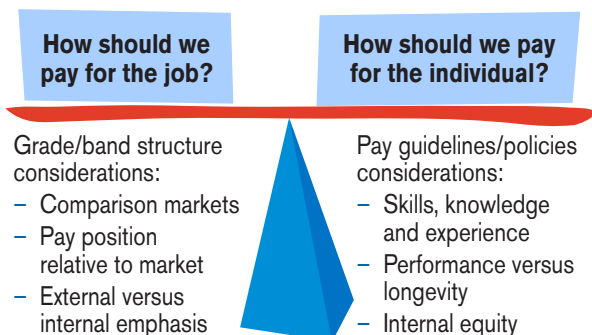 How should we
pay for the job?
How should we pay
for the individual?
Grade/band structure
considerations:
– Comparison markets
– Pay position
relative to market
– External versus
internal emphasis
Pay guidelines/policies
considerations:
– Skills, knowledge
and experience
– Performance versus
longevity
– Internal equity